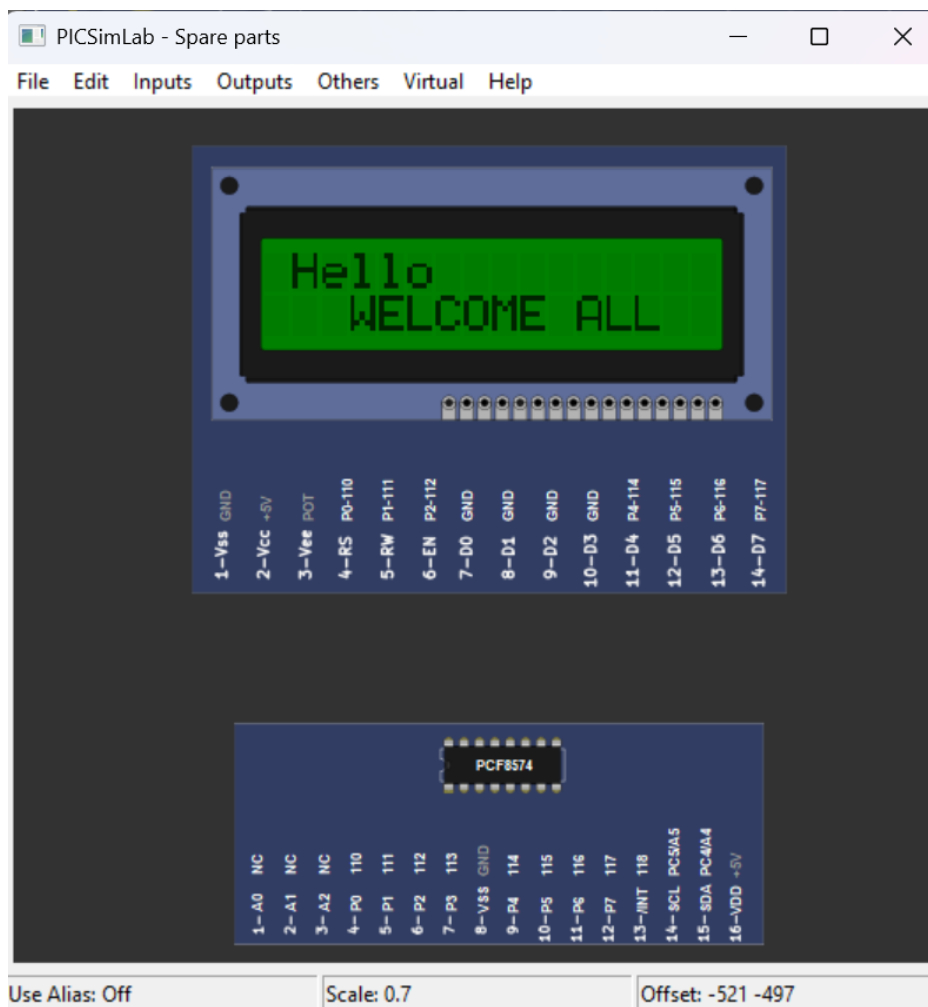 PICSimLab - Spare parts
File Edit Inputs Outputs Others Virtual Help
Hello
WELCOME ALL
1-Vss GND
2-Vcc +5V
3-Vee POT
4-RS P0-110
5-RW P1-111
6-EN P2-112
7-D0 GND
8-D1 GND
9-D2 GND
10-D3 GND
11-D4 P4-114
12-D5 P5-115
13-D6 P6-116
14-D7 P7-117
PCF8574
1-A0 NC
2-A1 NC
3-A2 NC
4-P0 110
5-P1 111
6-P2 112
7-P3 113
8-VSS GND
9-P4 114
10-P5 115
11-P6 116
12-P7 117
13-/INT 118
14-SCL PC5/A5
15-SDA PC4/A4
16-VDD +5V
Use Alias: Off Scale: 0.7 Offset: -521 -497